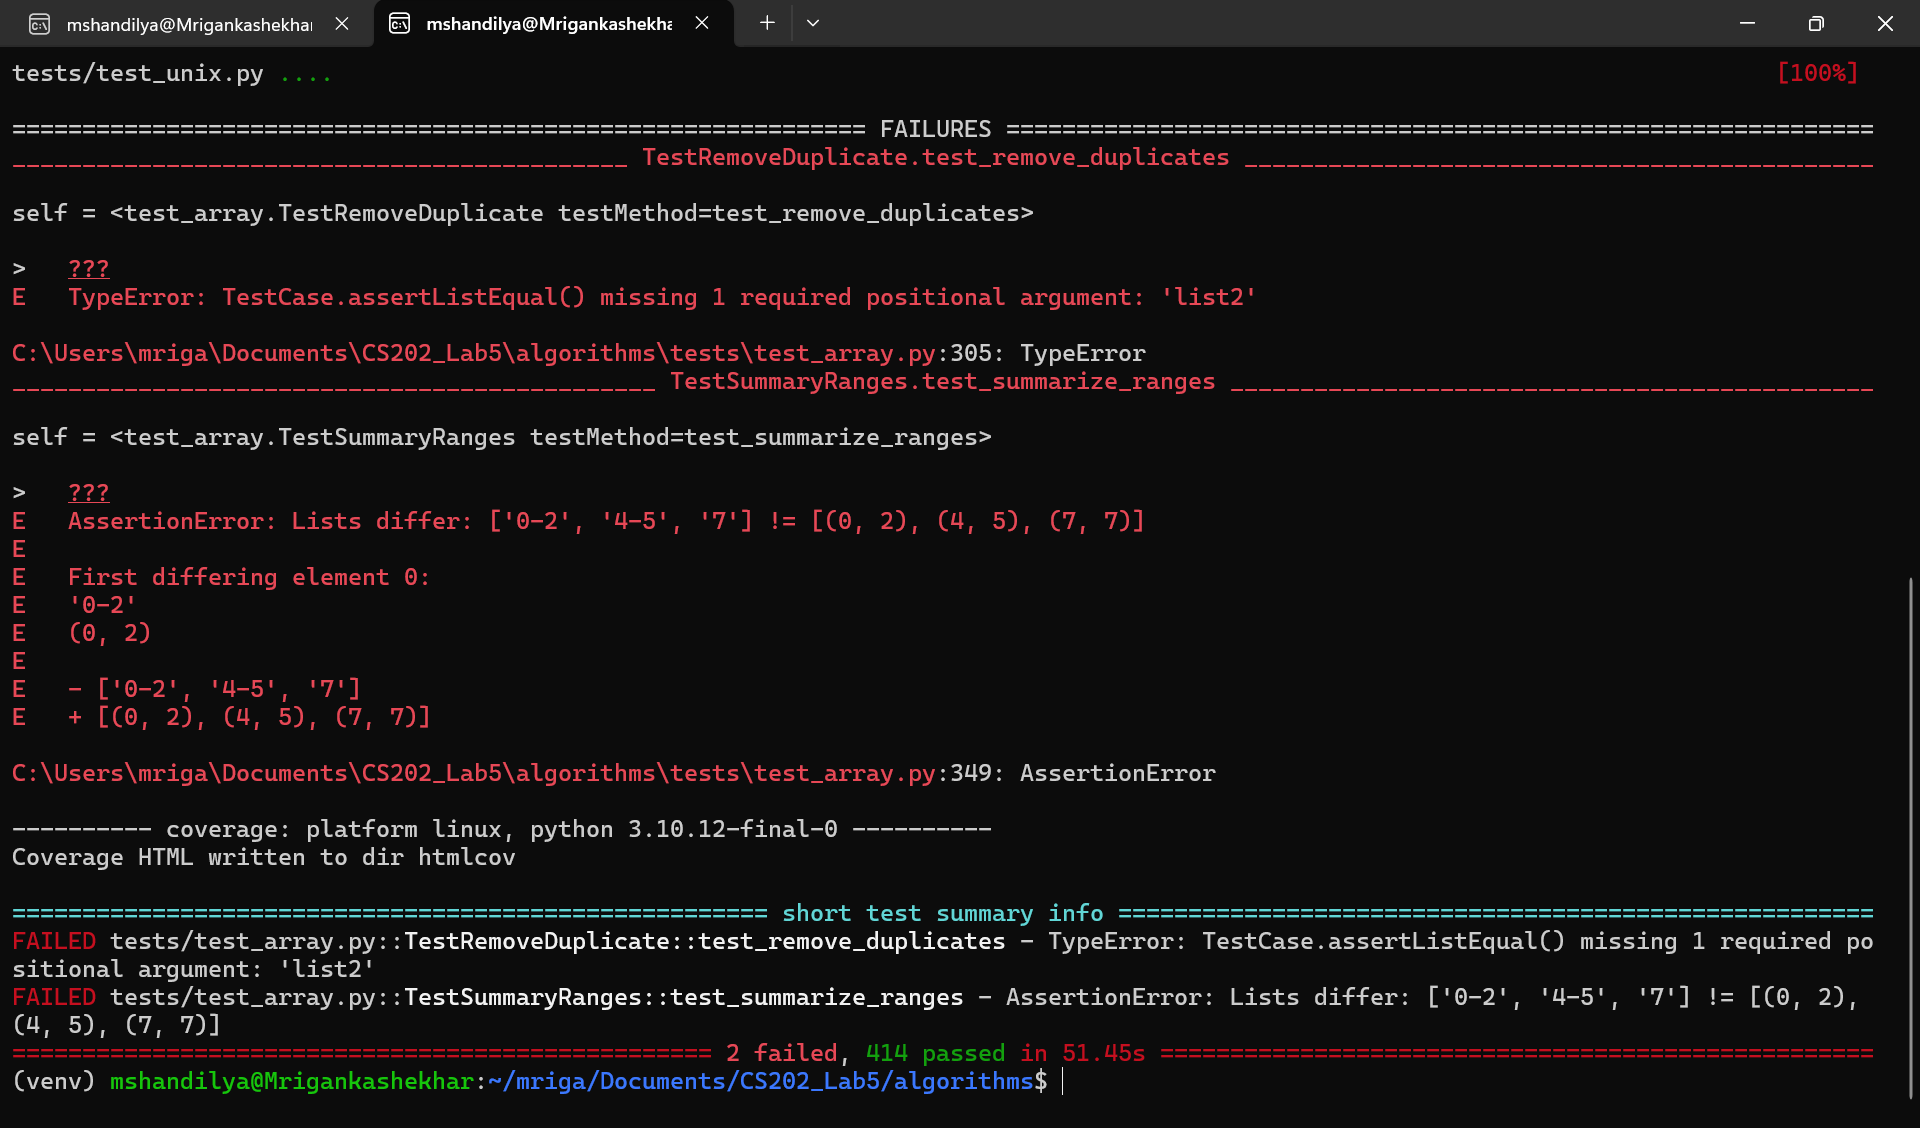 mshandilya@Mrigankashekhar
mshandilya@Mrigankashekha
tests/test_unix.py .... [100%]
============================================================= FAILURES ==============================================================
____________________________________________ TestRemoveDuplicate.test_remove_duplicates _____________________________________________
self = <test_array.TestRemoveDuplicate testMethod=test_remove_duplicates>
> ???
E TypeError: TestCase.assertListEqual() missing 1 required positional argument: 'list2'
C:\Users\mriga\Documents\CS202_Lab5\algorithms\tests\test_array.py:305: TypeError
______________________________________________ TestSummaryRanges.test_summarize_ranges ______________________________________________
self = <test_array.TestSummaryRanges testMethod=test_summarize_ranges>
> ???
E AssertionError: Lists differ: ['0-2', '4-5', '7'] != [(0, 2), (4, 5), (7, 7)]
E
E First differing element 0:
E '0-2'
E (0, 2)
E
E - ['0-2', '4-5', '7']
E + [(0, 2), (4, 5), (7, 7)]
C:\Users\mriga\Documents\CS202_Lab5\algorithms\tests\test_array.py:349: AssertionError
---------- coverage: platform linux, python 3.10.12-final-0 ----------
Coverage HTML written to dir htmlcov
====================================================== short test summary info ======================================================
FAILED tests/test_array.py::TestRemoveDuplicate::test_remove_duplicates - TypeError: TestCase.assertListEqual() missing 1 required po
sitional argument: 'list2'
FAILED tests/test_array.py::TestSummaryRanges::test_summarize_ranges - AssertionError: Lists differ: ['0-2', '4-5', '7'] != [(0, 2),
(4, 5), (7, 7)]
================================================== 2 failed, 414 passed in 51.45s ===================================================
(venv) mshandilya@Mrigankashekhar:~/mriga/Documents/CS202_Lab5/algorithms$